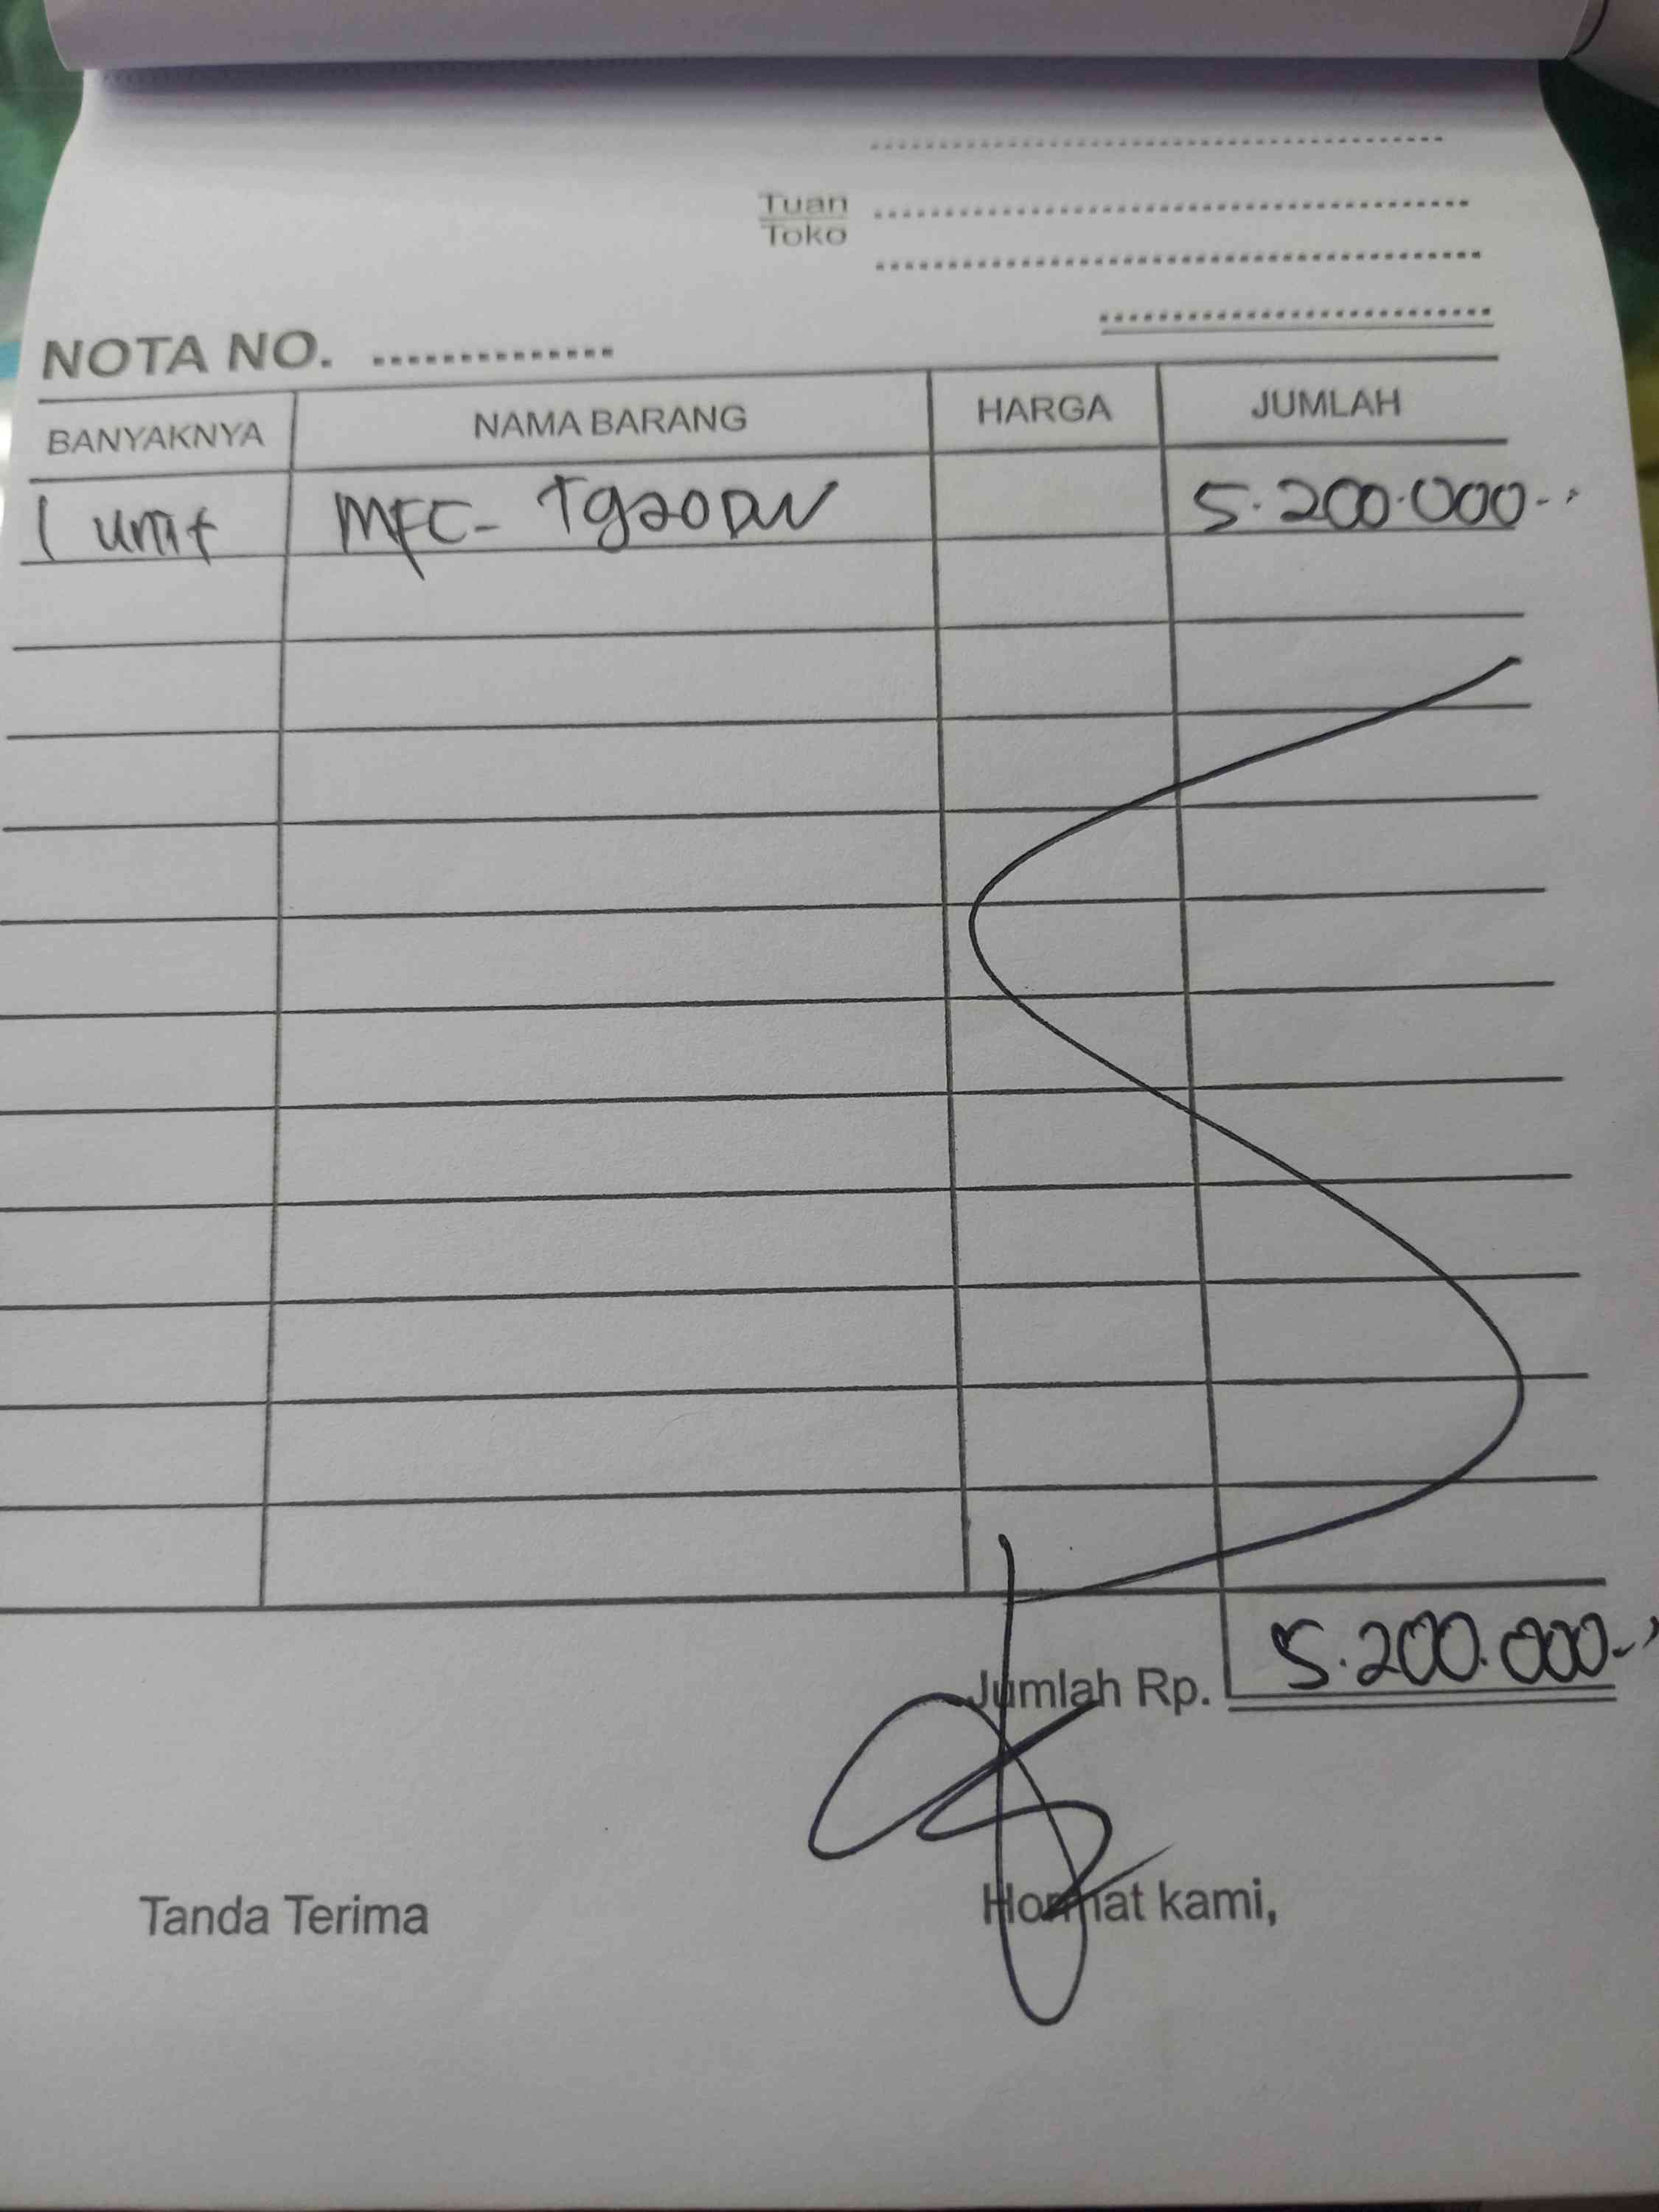 Tuan
Toko
NOTA NO. ..............
BANYAKNYA NAMA BARANG HARGA JUMLAH
1 unit MFC- T920DW 5.200.000-.
Jumlah Rp. 5.200.000-.
Tanda Terima Hormat kami,